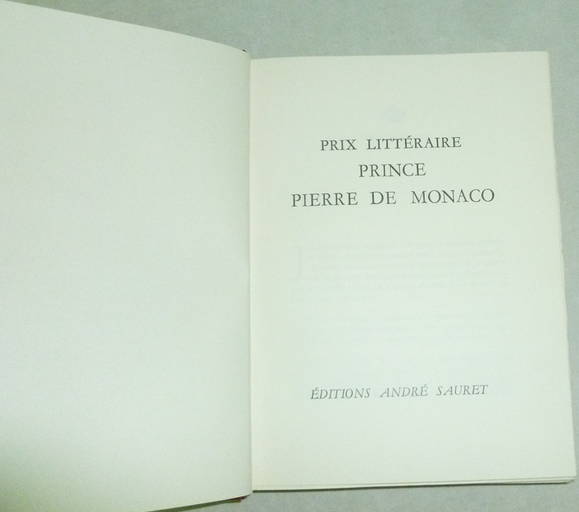 PRIX LITTÉRAIRE
PRINCE
PIERRE DE MONACO
ÉDITIONS ANDRÉ SAURET